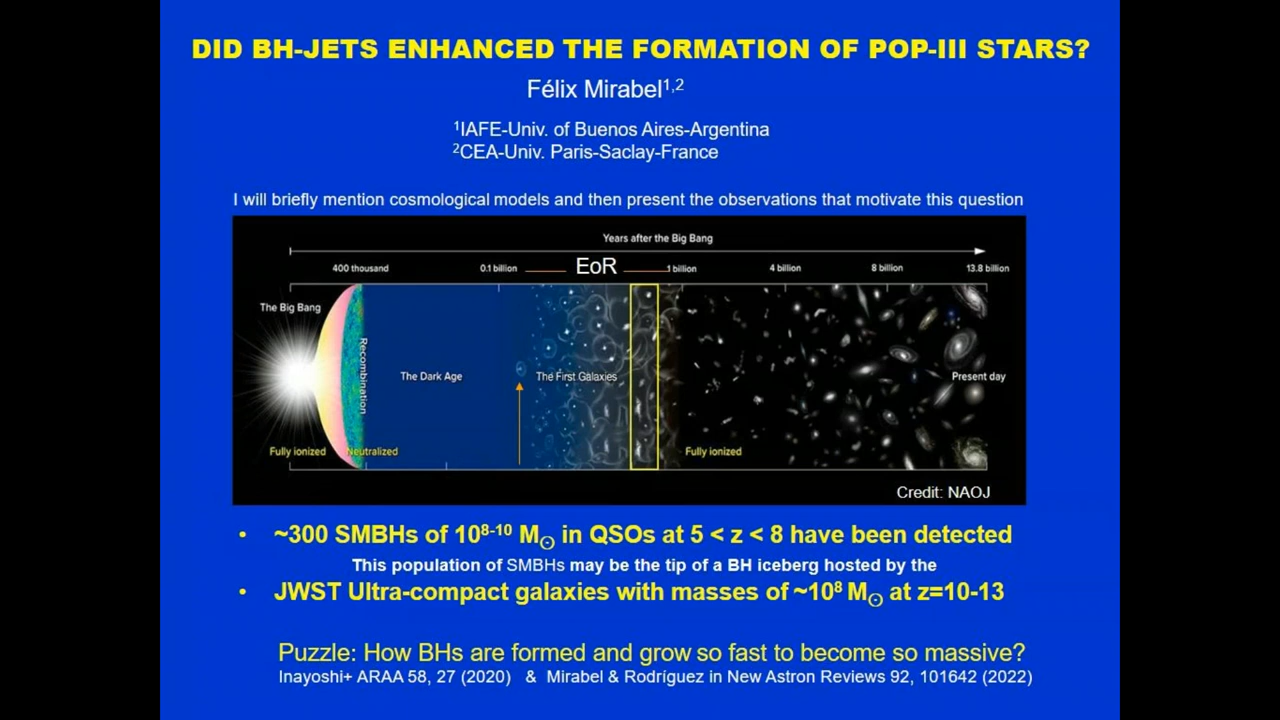 DID BH-JETS ENHANCED THE FORMATION OF POP-III STARS?
Félix Mirabel¹,²
¹IAFE-Univ. of Buenos Aires-Argentina
²CEA-Univ. Paris-Saclay-France
I will briefly mention cosmological models and then present the observations that motivate this question
Years after the Big Bang
400 thousand 0.1 billion EoR 1 billion 4 billion 8 billion 13.8 billion
The Big Bang
Recombination
The Dark Age The First Galaxies Present day
Fully ionized Neutralized Fully ionized
Credit: NAOJ
• ~300 SMBHs of 10⁸⁻¹⁰ M⊙ in QSOs at 5 < z < 8 have been detected
This population of SMBHs may be the tip of a BH iceberg hosted by the
• JWST Ultra-compact galaxies with masses of ~10⁸ M⊙ at z=10-13
Puzzle: How BHs are formed and grow so fast to become so massive?
Inayoshi+ ARAA 58, 27 (2020) & Mirabel & Rodríguez in New Astron Reviews 92, 101642 (2022)